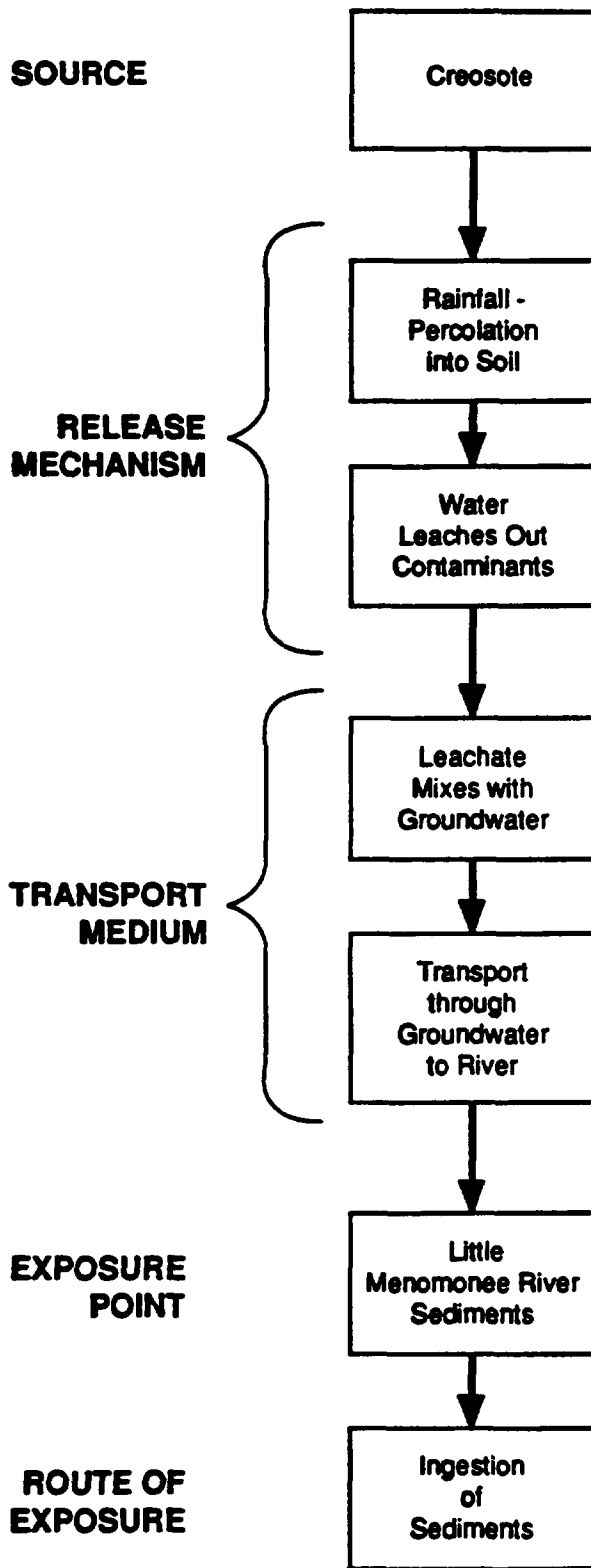 SOURCE
Creosote
Rainfall -
Percolation
into Soil
RELEASE
MECHANISM
Water
Leaches Out
Contaminants
Leachate
Mixes with
Groundwater
TRANSPORT
MEDIUM
Transport
through
Groundwater
to River
EXPOSURE
POINT
Little
Menomonee River
Sediments
ROUTE OF
EXPOSURE
Ingestion
of
Sediments